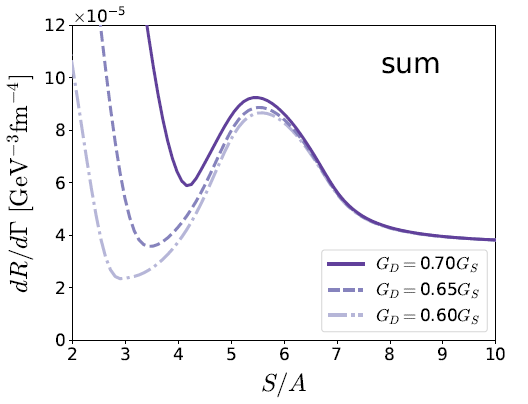 ×10⁻⁵
sum
12
10
8
6
4
2
0
dR/dΓ [GeV⁻³fm⁻⁴]
2 3 4 5 6 7 8 9 10
S/A
G_D = 0.70G_S
G_D = 0.65G_S
G_D = 0.60G_S